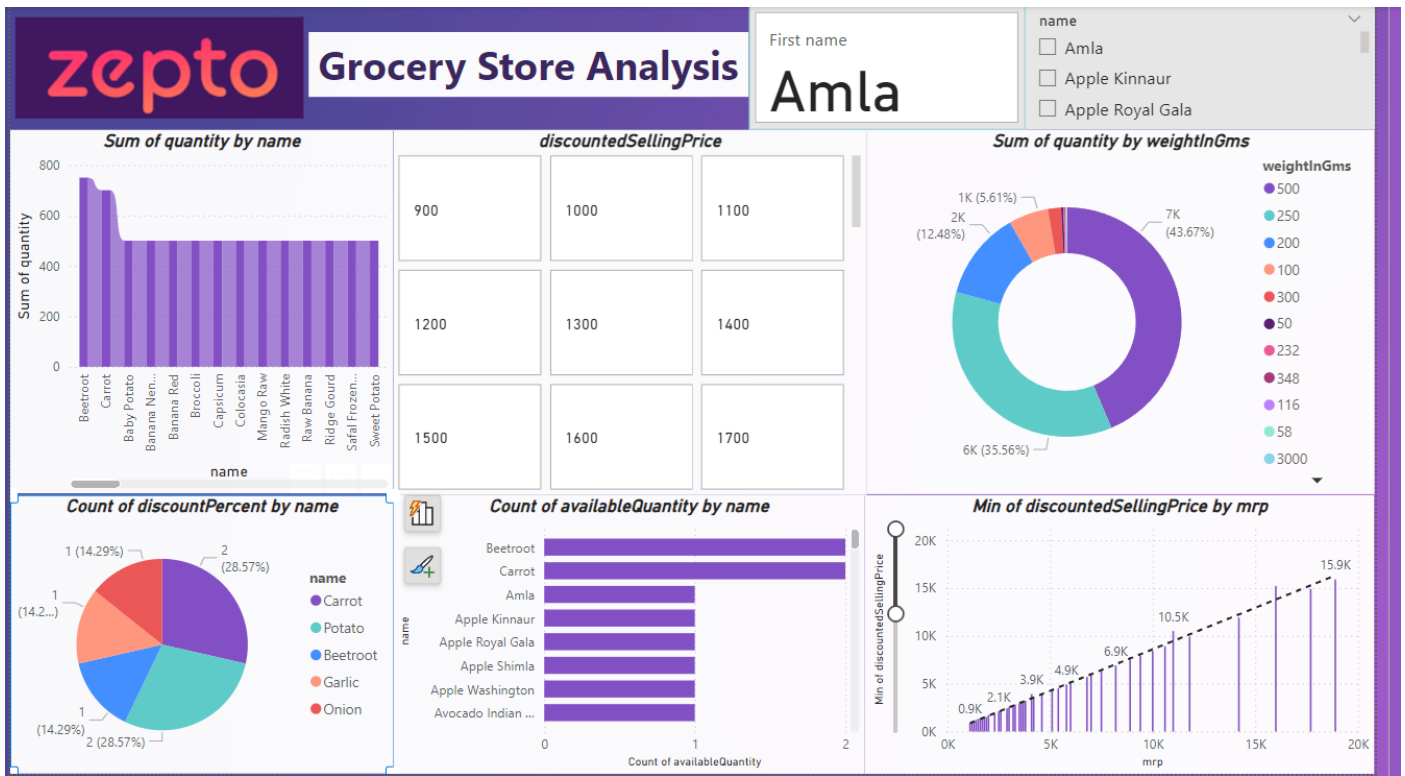 zepto
Grocery Store Analysis
First name
Amla
name
Amla
Apple Kinnaur
Apple Royal Gala
Sum of quantity by name
800
600
400
200
0
Sum of quantity
Beetroot
Carrot
Baby Potato
Banana Nen...
Banana Red
Broccoli
Capsicum
Colocasia
Mango Raw
Radish White
Raw Banana
Ridge Gourd
Safal Frozen...
Sweet Potato
name
discountedSellingPrice
900
1000
1100
1200
1300
1400
1500
1600
1700
Sum of quantity by weightInGms
1K (5.61%)
2K
(12.48%)
7K
(43.67%)
6K (35.56%)
weightInGms
500
250
200
100
300
50
232
348
116
58
3000
Count of discountPercent by name
1 (14.29%)
2
(28.57%)
1
(14.2...)
1
(14.29%)
2 (28.57%)
name
Carrot
Potato
Beetroot
Garlic
Onion
Count of availableQuantity by name
name
Beetroot
Carrot
Amla
Apple Kinnaur
Apple Royal Gala
Apple Shimla
Apple Washington
Avocado Indian ...
0
1
2
Count of availableQuantity
Min of discountedSellingPrice by mrp
Min of discountedSellingPrice
20K
15K
10K
5K
0K
0.9K
2.1K
3.9K
4.9K
6.9K
10.5K
15.9K
0K
5K
10K
15K
20K
mrp